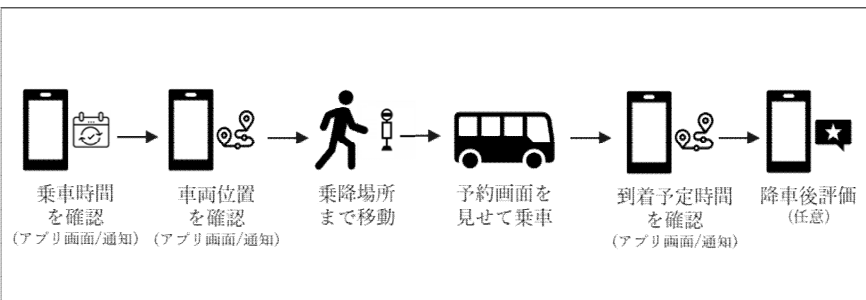 乗車時間
を確認
(アプリ画面/通知)
車両位置
を確認
(アプリ画面/通知)
乗降場所
まで移動
予約画面を
見せて乗車
到着予定時間
を確認
(アプリ画面/通知)
降車後評価
(任意)